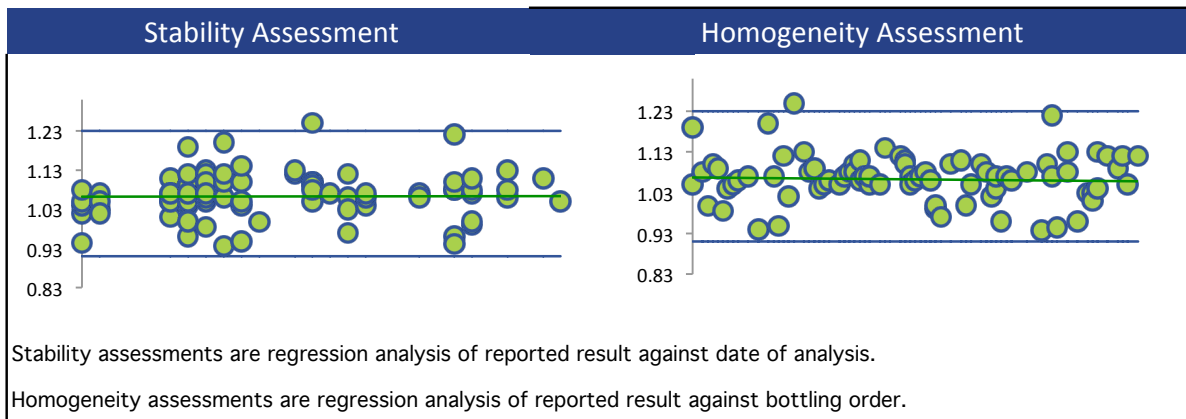 Stability Assessment
Homogeneity Assessment
1.23
1.13
1.03
0.93
0.83
1.23
1.13
1.03
0.93
0.83
Stability assessments are regression analysis of reported result against date of analysis.
Homogeneity assessments are regression analysis of reported result against bottling order.